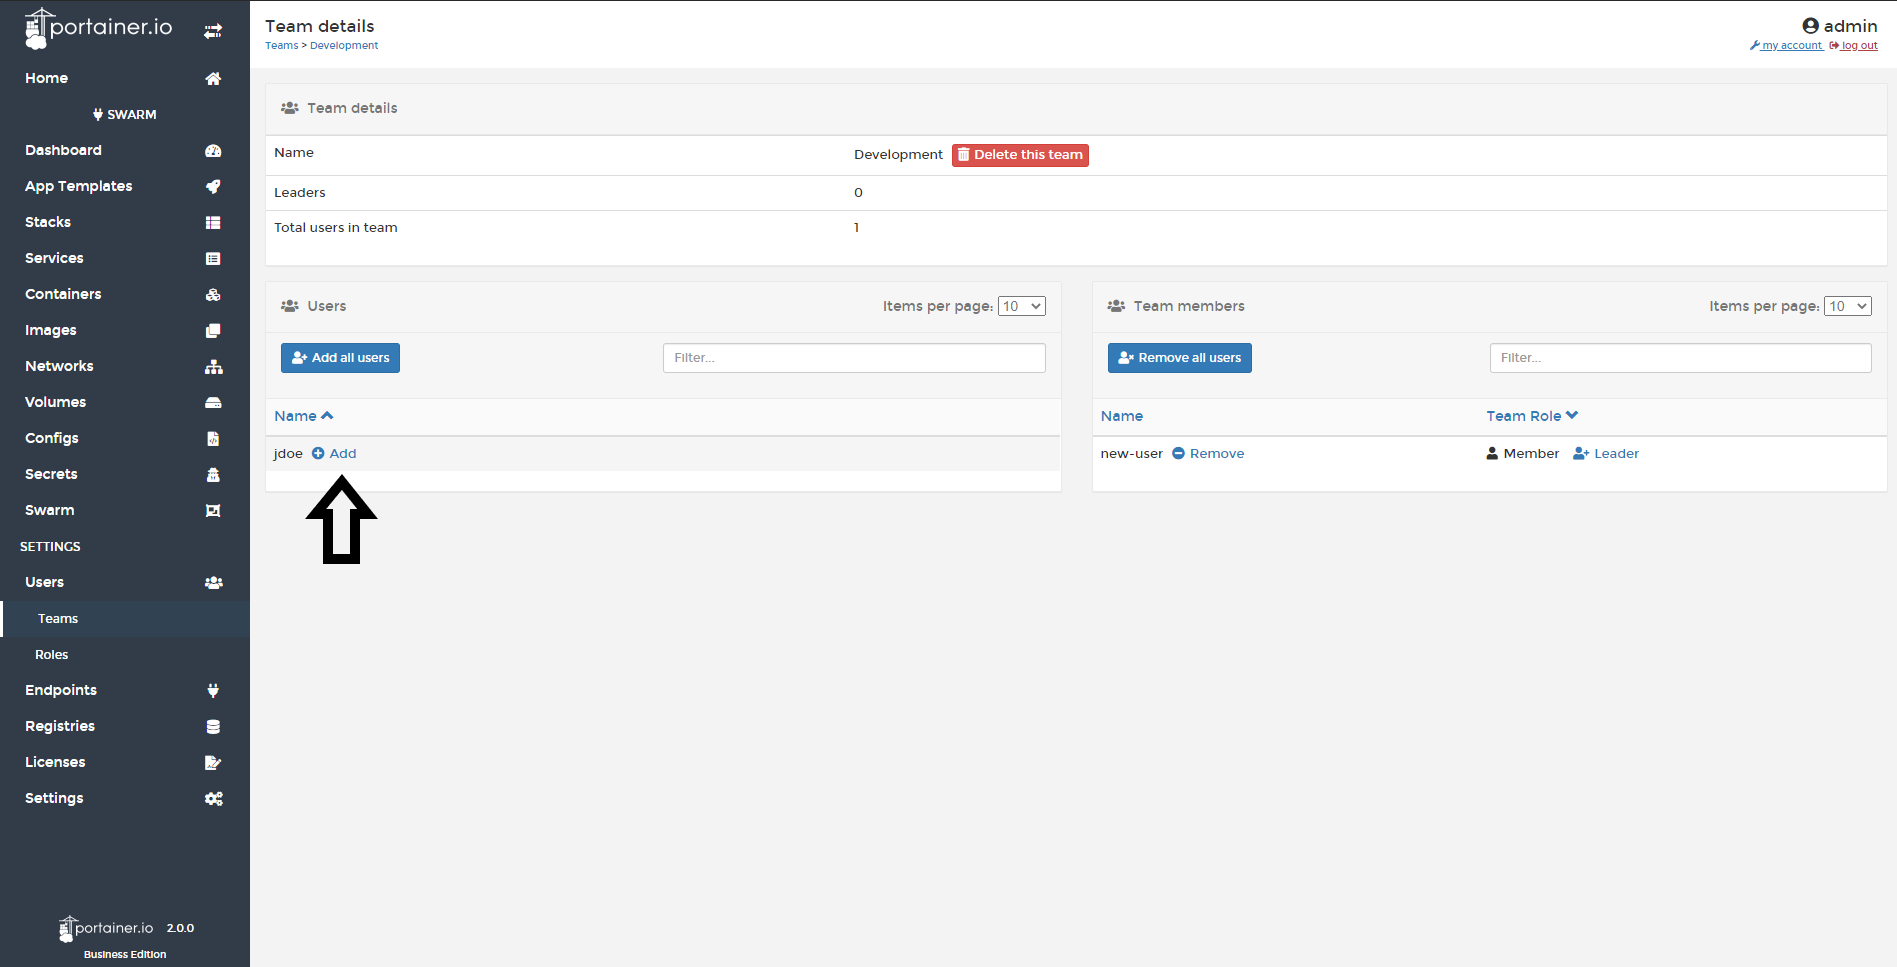 portainer.io
Home
SWARM
Dashboard
App Templates
Stacks
Services
Containers
Images
Networks
Volumes
Configs
Secrets
Swarm
SETTINGS
Users
Teams
Roles
Endpoints
Registries
Licenses
Settings
portainer.io 2.0.0
Business Edition
Team details
Teams > Development
admin
my account log out
Team details
Name Development Delete this team
Leaders 0
Total users in team 1
Users Items per page: 10
Add all users Filter...
Name
jdoe Add
Team members Items per page: 10
Remove all users Filter...
Name Team Role
new-user Remove Member Leader